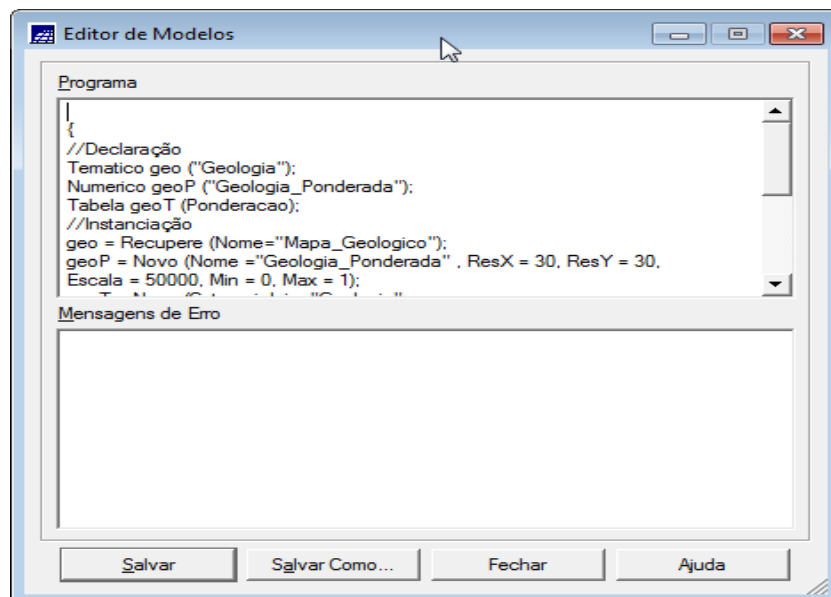 Editor de Modelos
Programa
{
//Declaração
Tematico geo ("Geologia");
Numerico geoP ("Geologia_Ponderada");
Tabela geoT (Ponderacao);
//Instanciação
geo = Recupere (Nome="Mapa_Geologico");
geoP = Novo (Nome ="Geologia_Ponderada" , ResX = 30, ResY = 30,
Escala = 50000, Min = 0, Max = 1);
Mensagens de Erro
Salvar Salvar Como... Fechar Ajuda